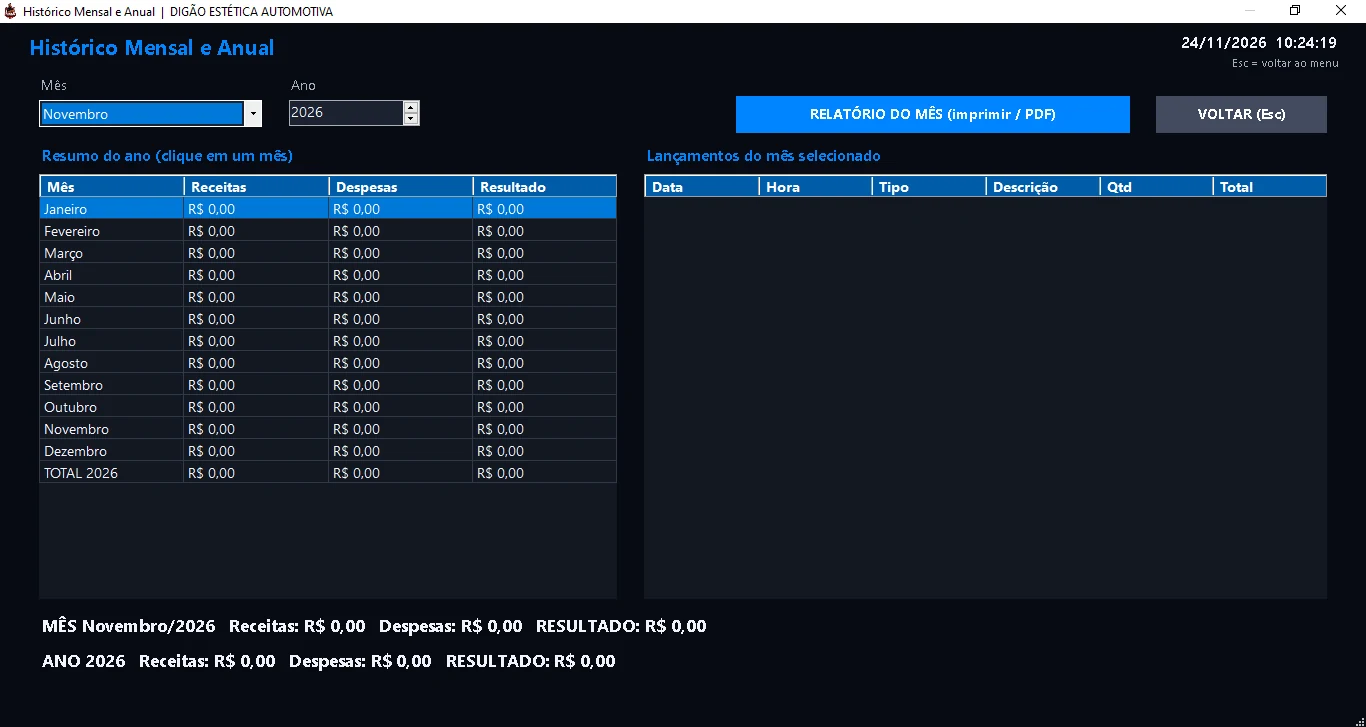 Histórico Mensal e Anual | DIGÃO ESTÉTICA AUTOMOTIVA
Histórico Mensal e Anual
24/11/2026 10:24:19
Esc = voltar ao menu
Mês
Ano
Novembro
2026
RELATÓRIO DO MÊS (imprimir / PDF)
VOLTAR (Esc)
Resumo do ano (clique em um mês)
Mês Receitas Despesas Resultado
Janeiro R$ 0,00 R$ 0,00 R$ 0,00
Fevereiro R$ 0,00 R$ 0,00 R$ 0,00
Março R$ 0,00 R$ 0,00 R$ 0,00
Abril R$ 0,00 R$ 0,00 R$ 0,00
Maio R$ 0,00 R$ 0,00 R$ 0,00
Junho R$ 0,00 R$ 0,00 R$ 0,00
Julho R$ 0,00 R$ 0,00 R$ 0,00
Agosto R$ 0,00 R$ 0,00 R$ 0,00
Setembro R$ 0,00 R$ 0,00 R$ 0,00
Outubro R$ 0,00 R$ 0,00 R$ 0,00
Novembro R$ 0,00 R$ 0,00 R$ 0,00
Dezembro R$ 0,00 R$ 0,00 R$ 0,00
TOTAL 2026 R$ 0,00 R$ 0,00 R$ 0,00
Lançamentos do mês selecionado
Data Hora Tipo Descrição Qtd Total
MÊS Novembro/2026 Receitas: R$ 0,00 Despesas: R$ 0,00 RESULTADO: R$ 0,00
ANO 2026 Receitas: R$ 0,00 Despesas: R$ 0,00 RESULTADO: R$ 0,00